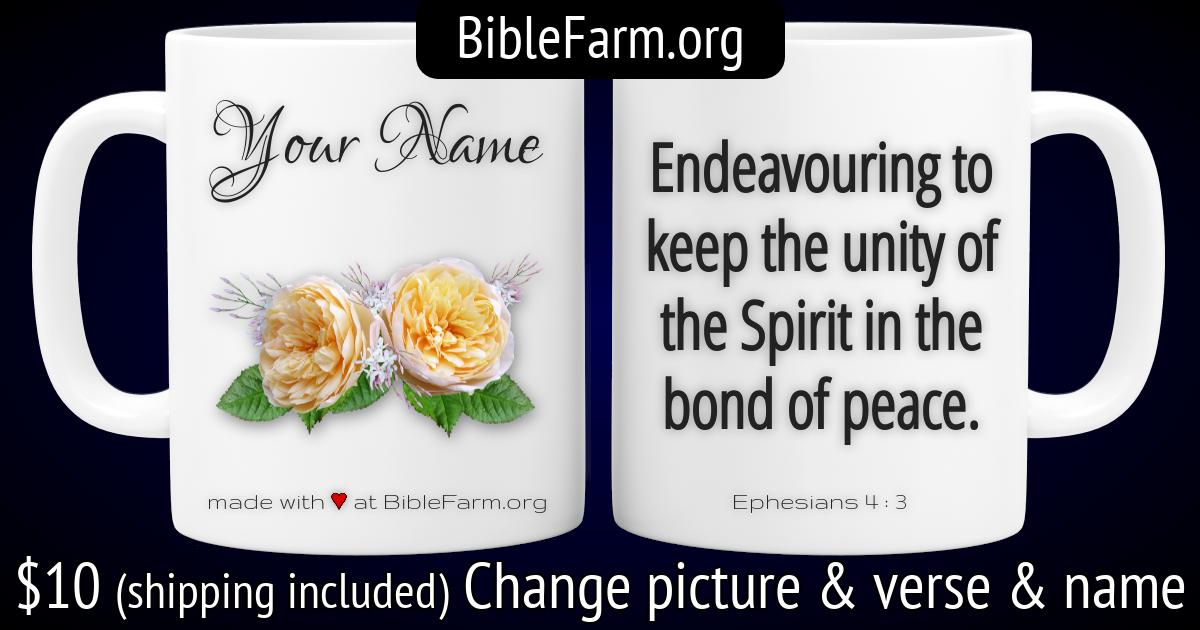 BibleFarm.org
Your Name
made with ♥ at BibleFarm.org
Endeavouring to
keep the unity of
the Spirit in the
bond of peace.
Ephesians 4 : 3
$10 (shipping included) Change picture & verse & name